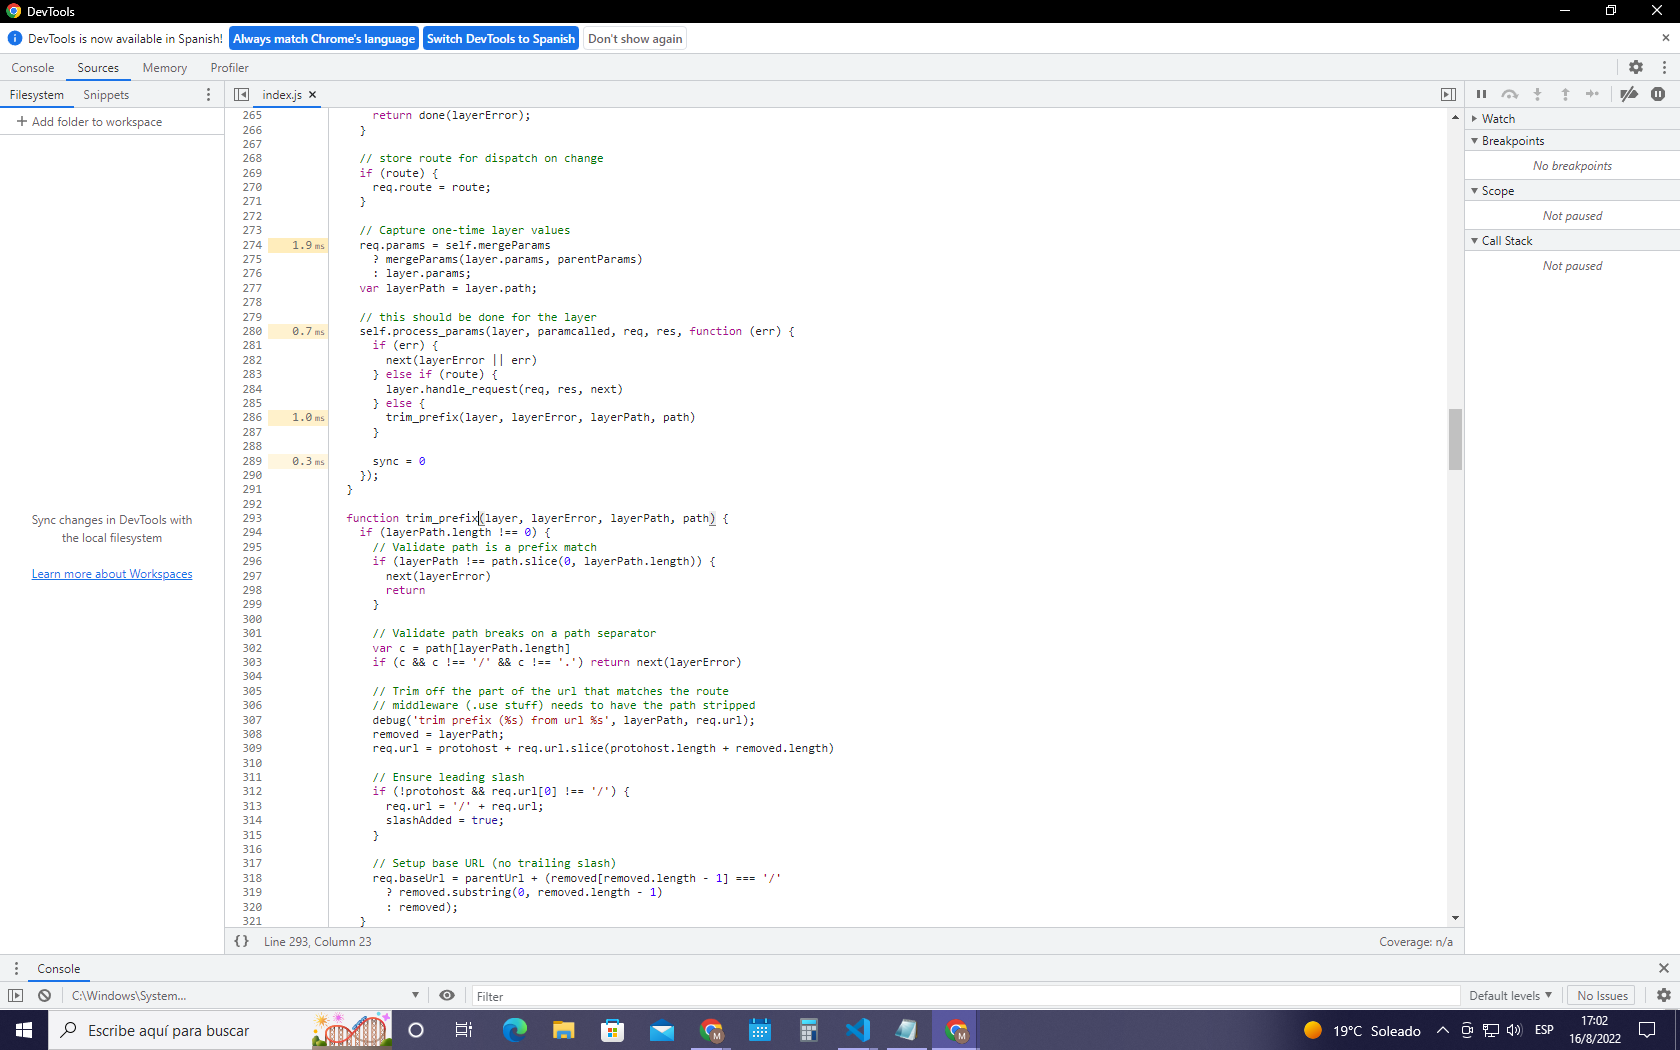 DevTools
DevTools is now available in Spanish! Always match Chrome's language Switch DevTools to Spanish Don't show again
Console Sources Memory Profiler
Filesystem Snippets
index.js
Add folder to workspace
Sync changes in DevTools with
the local filesystem
Learn more about Workspaces
265 return done(layerError);
266 }
267
268 // store route for dispatch on change
269 if (route) {
270 req.route = route;
271 }
272
273 // Capture one-time layer values
274 1.9 ms req.params = self.mergeParams
275 ? mergeParams(layer.params, parentParams)
276 : layer.params;
277 var layerPath = layer.path;
278
279 // this should be done for the layer
280 0.7 ms self.process_params(layer, paramcalled, req, res, function (err) {
281 if (err) {
282 next(layerError || err)
283 } else if (route) {
284 layer.handle_request(req, res, next)
285 } else {
286 1.0 ms trim_prefix(layer, layerError, layerPath, path)
287 }
288
289 0.3 ms sync = 0
290 });
291 }
292
293 function trim_prefix(layer, layerError, layerPath, path) {
294 if (layerPath.length !== 0) {
295 // Validate path is a prefix match
296 if (layerPath !== path.slice(0, layerPath.length)) {
297 next(layerError)
298 return
299 }
300
301 // Validate path breaks on a path separator
302 var c = path[layerPath.length]
303 if (c && c !== '/' && c !== '.') return next(layerError)
304
305 // Trim off the part of the url that matches the route
306 // middleware (.use stuff) needs to have the path stripped
307 debug('trim prefix (%s) from url %s', layerPath, req.url);
308 removed = layerPath;
309 req.url = protohost + req.url.slice(protohost.length + removed.length)
310
311 // Ensure leading slash
312 if (!protohost && req.url[0] !== '/') {
313 req.url = '/' + req.url;
314 slashAdded = true;
315 }
316
317 // Setup base URL (no trailing slash)
318 req.baseUrl = parentUrl + (removed[removed.length - 1] === '/'
319 ? removed.substring(0, removed.length - 1)
320 : removed);
321 }
{} Line 293, Column 23
Coverage: n/a
Watch
Breakpoints
No breakpoints
Scope
Not paused
Call Stack
Not paused
Console
C:\Windows\System...
Filter
Default levels
No Issues
Escribe aquí para buscar
19°C Soleado
ESP
17:02
16/8/2022